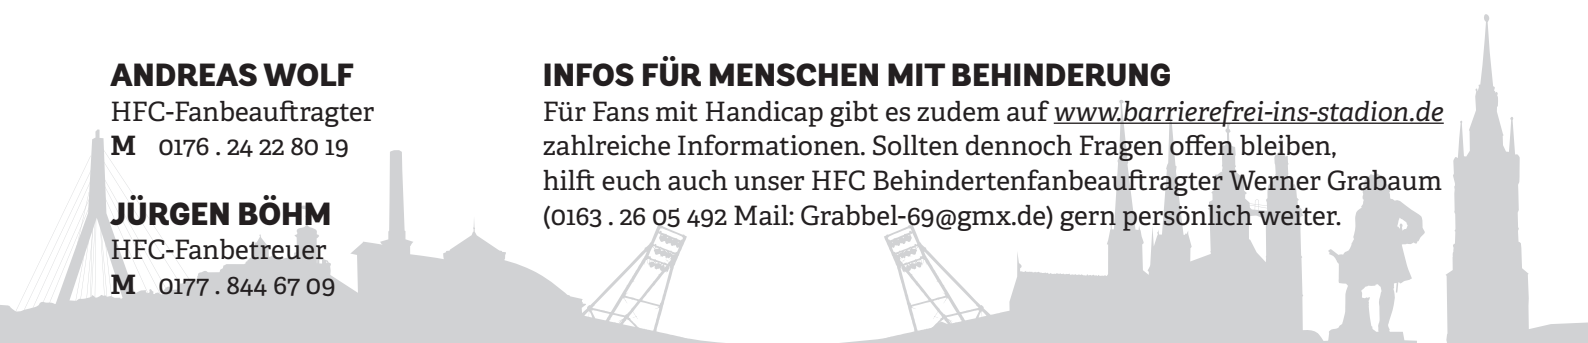 ANDREAS WOLF
HFC-Fanbeauftragter
M 0176 . 24 22 80 19
JÜRGEN BÖHM
HFC-Fanbetreuer
M 0177 . 844 67 09
INFOS FÜR MENSCHEN MIT BEHINDERUNG
Für Fans mit Handicap gibt es zudem auf www.barrierefrei-ins-stadion.de
zahlreiche Informationen. Sollten dennoch Fragen offen bleiben,
hilft euch auch unser HFC Behindertenfanbeauftragter Werner Grabaum
(0163 . 26 05 492 Mail: Grabbel-69@gmx.de) gern persönlich weiter.